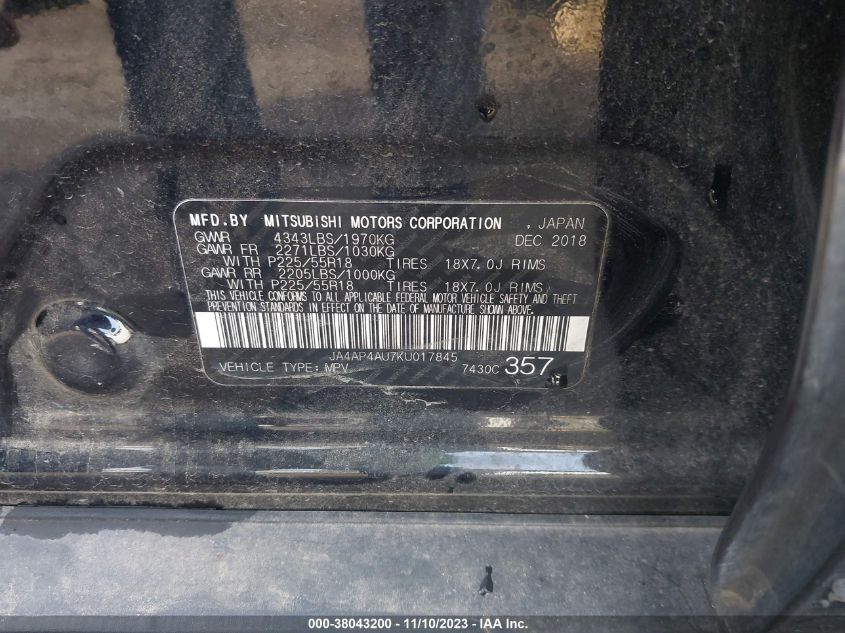 MFD.BY MITSUBISHI MOTORS CORPORATION , JAPAN
GVWR 4343LBS/1970KG DEC 2018
GAWR FR 2271LBS/1030KG
WITH P225/55R18 TIRES 18X7.0J RIMS
GAWR RR 2205LBS/1000KG
WITH P225/55R18 TIRES 18X7.0J RIMS
THIS VEHICLE CONFORMS TO ALL APPLICABLE FEDERAL MOTOR VEHICLE SAFETY AND THEFT
PREVENTION STANDARDS IN EFFECT ON THE DATE OF MANUFACTURE SHOWN ABOVE.
JA4AP4AU7KU017845
VEHICLE TYPE: MPV 7430C 357
000-38043200 - 11/10/2023 - © IAA Inc.